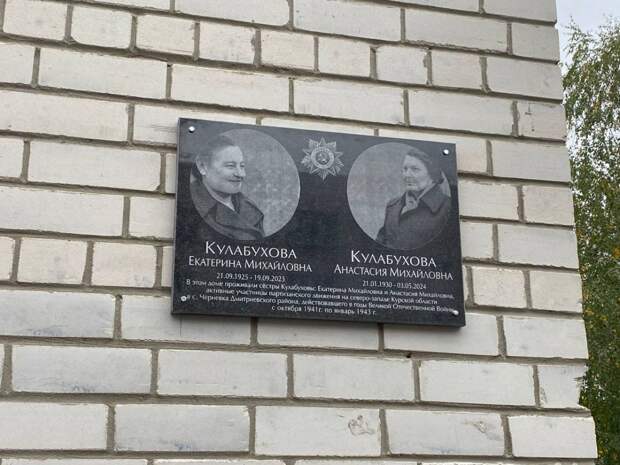 КУЛАБУХОВА
ЕКАТЕРИНА МИХАЙЛОВНА
21.09.1925 - 19.09.2023
КУЛАБУХОВА
АНАСТАСИЯ МИХАЙЛОВНА
21.01.1930 - 03.05.2024
В этом доме проживали сёстры Кулабуховы: Екатерина Михайловна и Анастасия Михайловна,
активные участницы партизанского движения на северо-западе Курской области
в с. Чёрневка Дмитриевского района, действовавшего в годы Великой Отечественной Войны
с октября 1941г. по январь 1943 г.